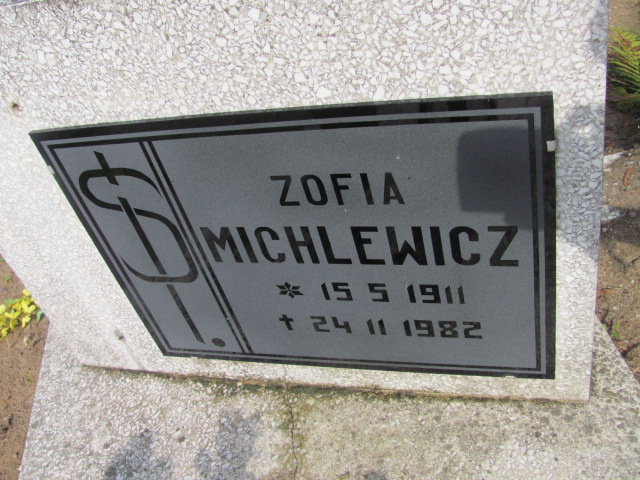 Ś.P.
ZOFIA
MICHLEWICZ
* 15 5 1911
† 24 11 1982